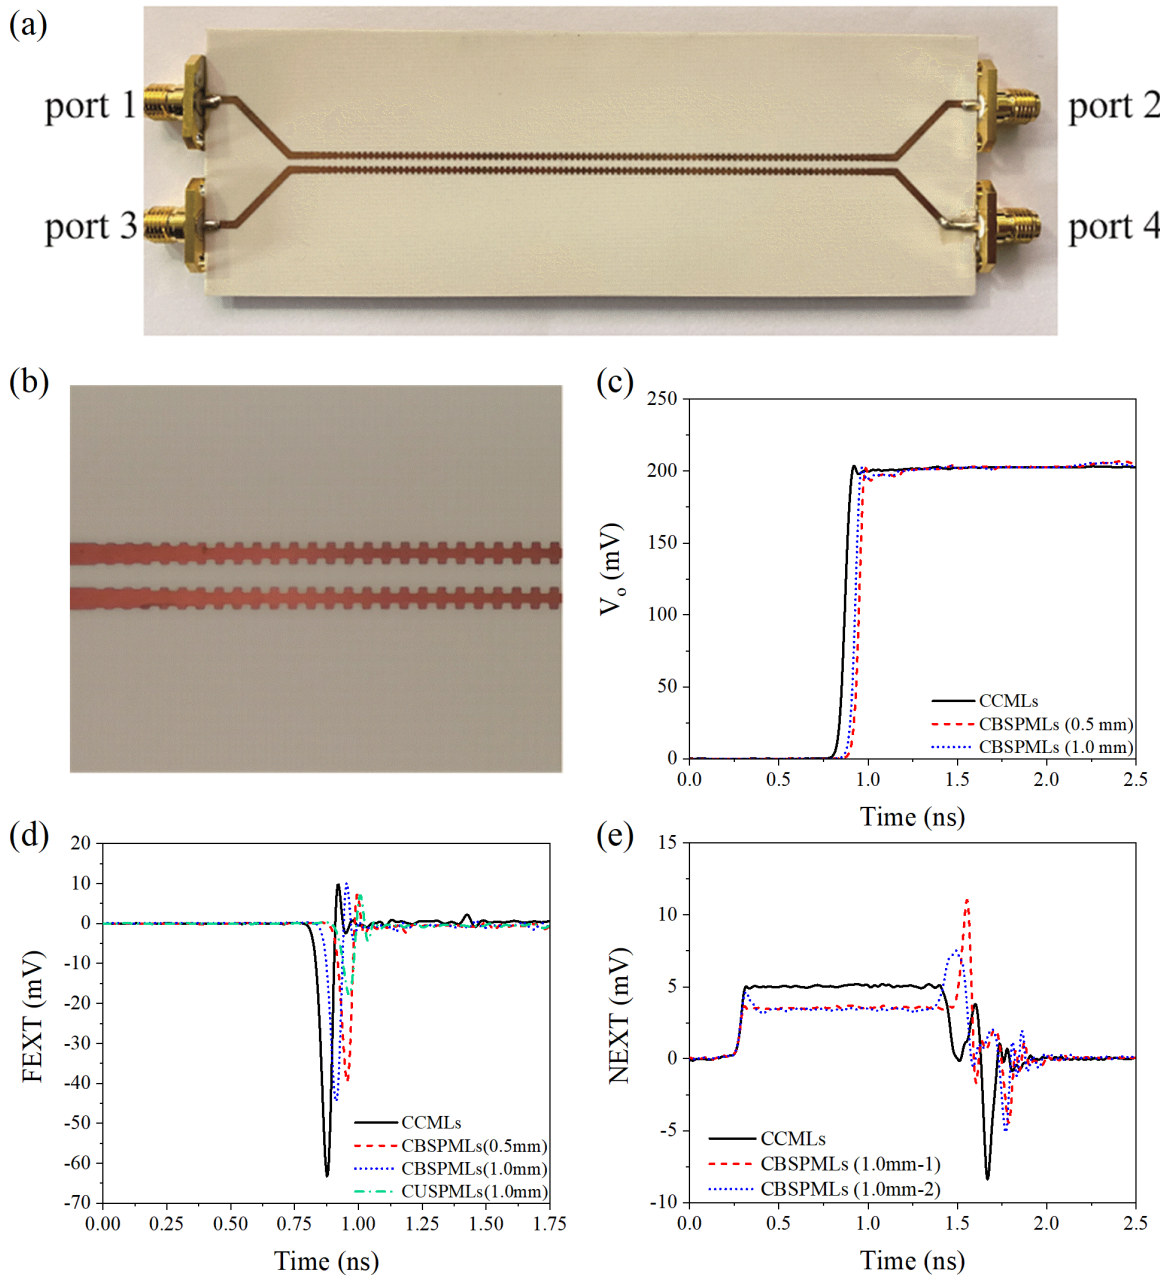 (a)
port 1
port 2
port 3
port 4
(b)
(c)
250
200
150
100
50
0
0.0
0.5
1.0
1.5
2.0
2.5
Vo (mV)
Time (ns)
CCMLs
CBSPMLs (0.5 mm)
CBSPMLs (1.0 mm)
(d)
20
10
0
-10
-20
-30
-40
-50
-60
-70
0.00
0.25
0.50
0.75
1.00
1.25
1.50
1.75
FEXT (mV)
Time (ns)
CCMLs
CBSPMLs(0.5mm)
CBSPMLs(1.0mm)
CUSPMLs(1.0mm)
(e)
15
10
5
0
-5
-10
0.0
0.5
1.0
1.5
2.0
2.5
NEXT (mV)
Time (ns)
CCMLs
CBSPMLs (1.0mm-1)
CBSPMLs (1.0mm-2)